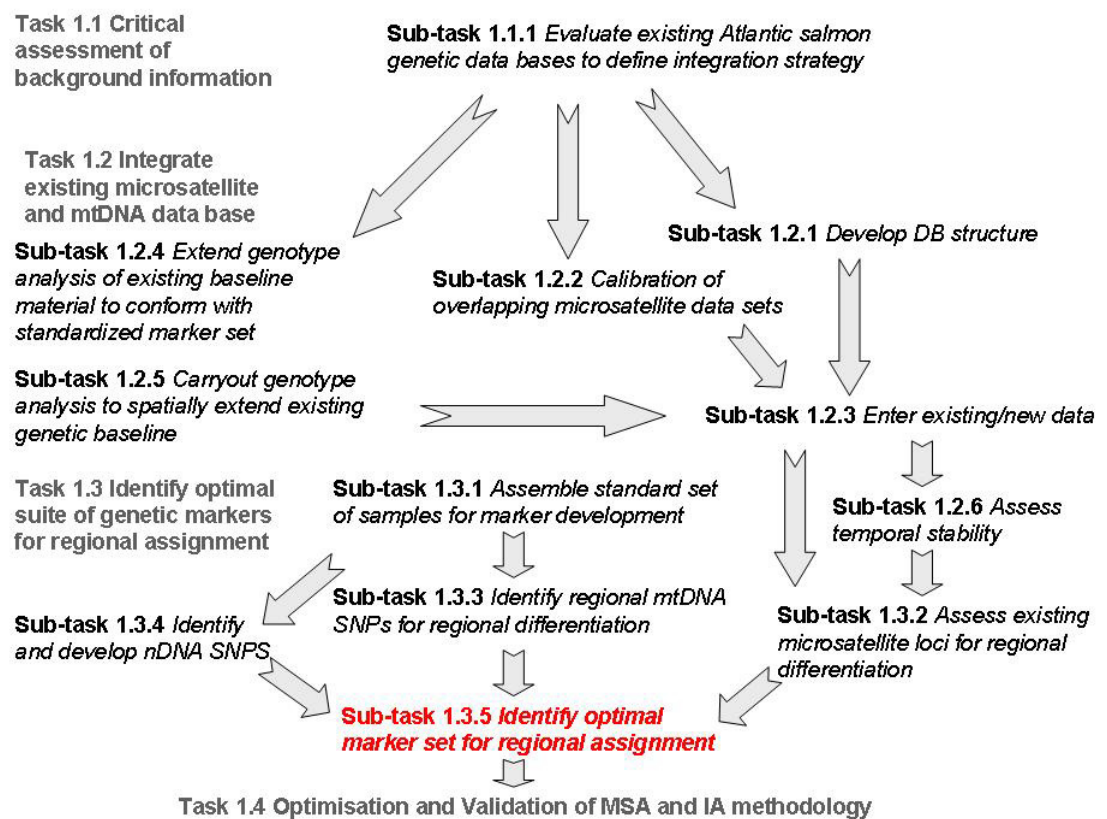 Task 1.1 Critical
assessment of
background information
Sub-task 1.1.1 Evaluate existing Atlantic salmon
genetic data bases to define integration strategy
Task 1.2 Integrate
existing microsatellite
and mtDNA data base
Sub-task 1.2.4 Extend genotype
analysis of existing baseline
material to conform with
standardized marker set
Sub-task 1.2.2 Calibration of
overlapping microsatellite data sets
Sub-task 1.2.1 Develop DB structure
Sub-task 1.2.5 Carryout genotype
analysis to spatially extend existing
genetic baseline
Sub-task 1.2.3 Enter existing/new data
Task 1.3 Identify optimal
suite of genetic markers
for regional assignment
Sub-task 1.3.1 Assemble standard set
of samples for marker development
Sub-task 1.2.6 Assess
temporal stability
Sub-task 1.3.4 Identify
and develop nDNA SNPS
Sub-task 1.3.3 Identify regional mtDNA
SNPs for regional differentiation
Sub-task 1.3.2 Assess existing
microsatellite loci for regional
differentiation
Sub-task 1.3.5 Identify optimal
marker set for regional assignment
Task 1.4 Optimisation and Validation of MSA and IA methodology